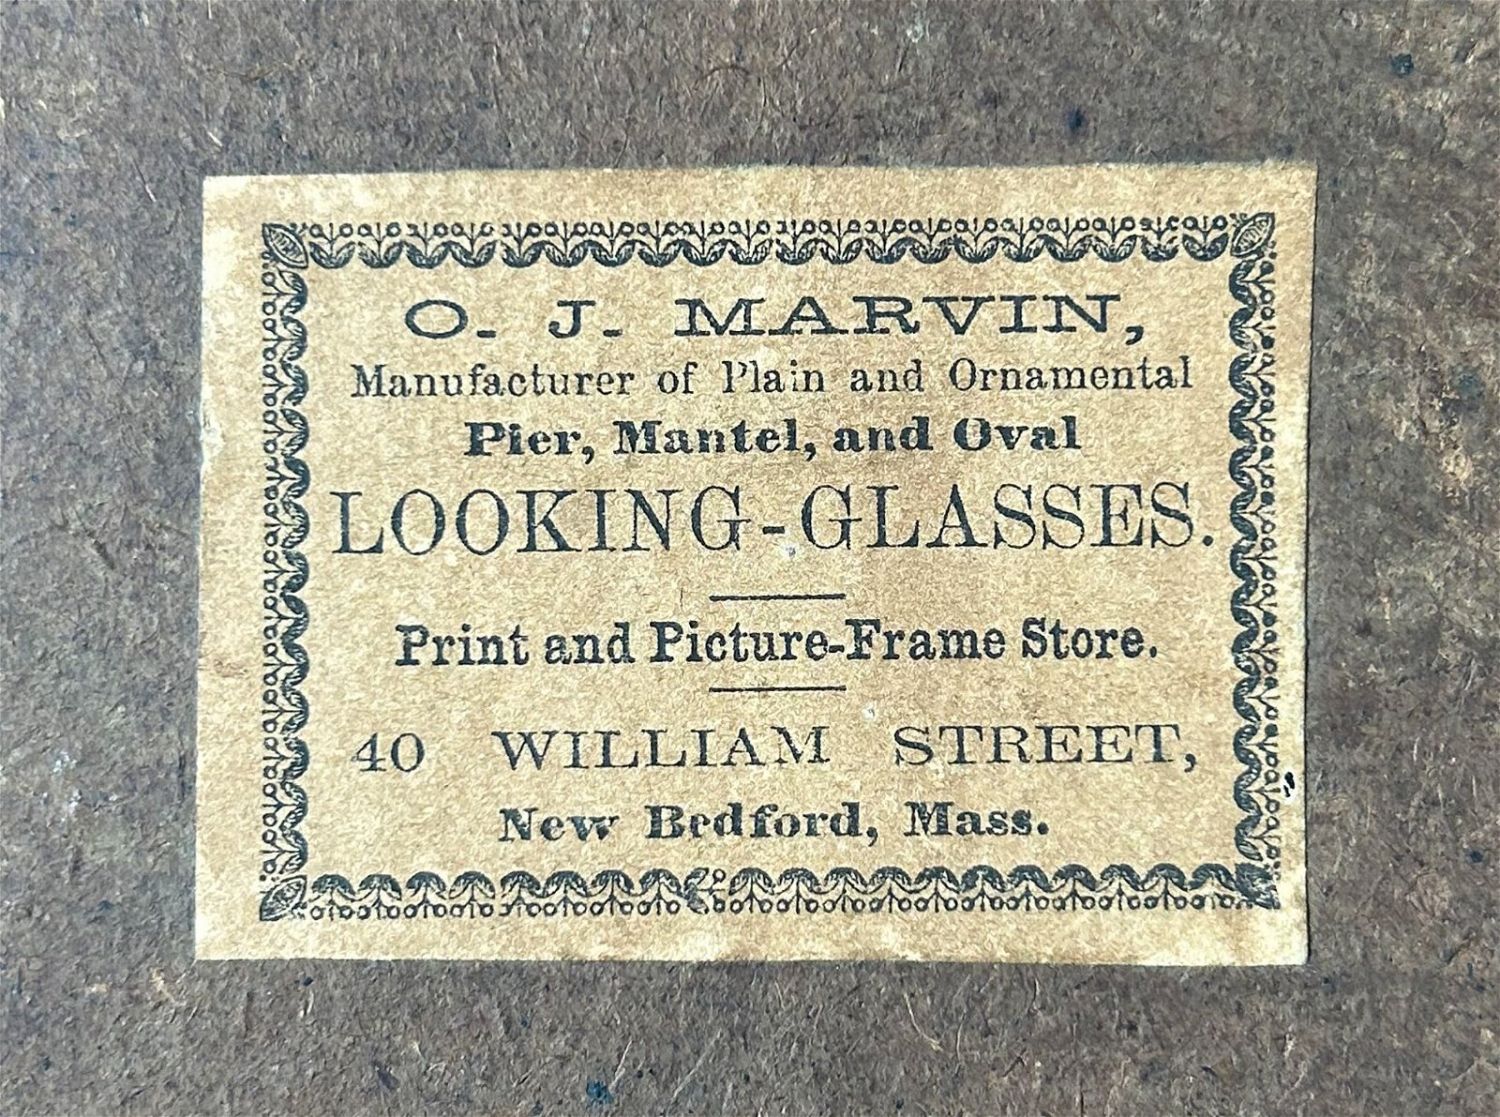 O. J. MARVIN,
Manufacturer of Plain and Ornamental
Pier, Mantel, and Oval
LOOKING-GLASSES.
Print and Picture-Frame Store.
40 WILLIAM STREET,
New Bedford, Mass.